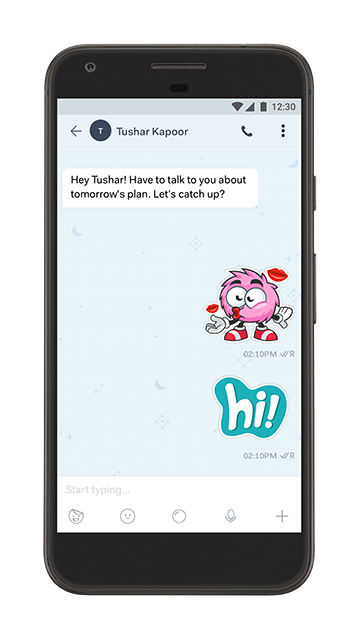 12:30
T
Tushar Kapoor
Hey Tushar! Have to talk to you about
tomorrow's plan. Let's catch up?
02:10PM R
hi!
02:10PM R
Start typing...